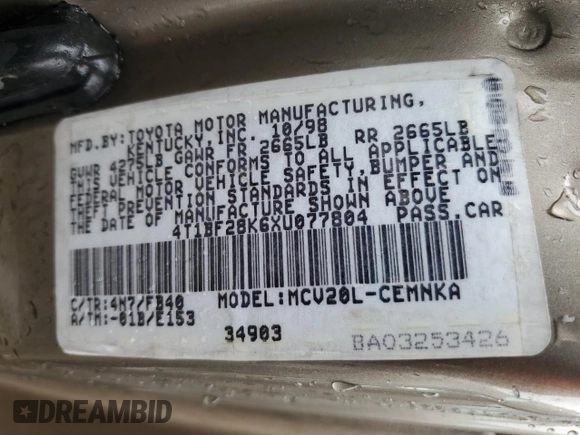 MFD.BY:TOYOTA MOTOR MANUFACTURING,
KENTUCKY, INC. 10/98
GVWR 4275LB GAWR FR 2665LB RR 2665LB
THIS VEHICLE CONFORMS TO ALL APPLICABLE
FEDERAL MOTOR VEHICLE SAFETY, BUMPER AND
THEFT PREVENTION STANDARDS IN EFFECT ON
THE DATE OF MANUFACTURE SHOWN ABOVE.
4T1BF28K6XU077804 PASS.CAR
C/TR:4M7/FB40 MODEL:MCV20L-CEMNKA
A/TM:-01B/E153
34903
BA03253426
DREAMBID